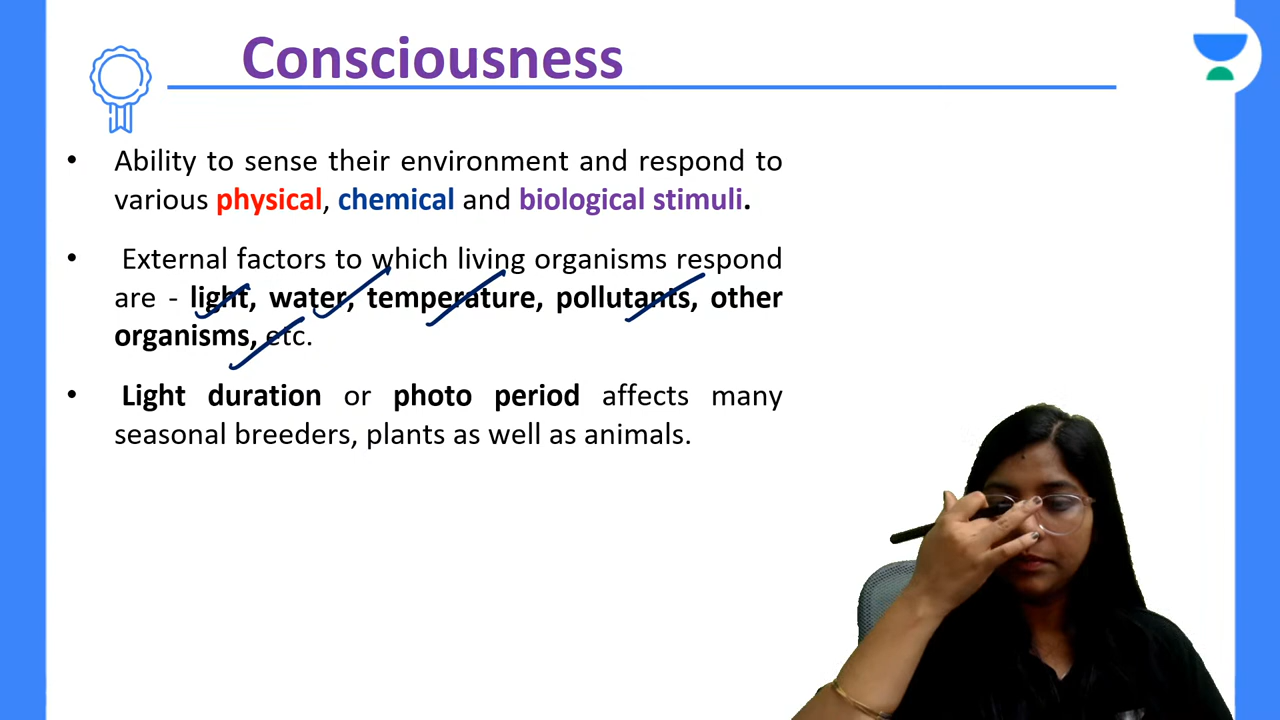 Consciousness
• Ability to sense their environment and respond to
various physical, chemical and biological stimuli.
• External factors to which living organisms respond
are - light, water, temperature, pollutants, other
organisms, etc.
• Light duration or photo period affects many
seasonal breeders, plants as well as animals.